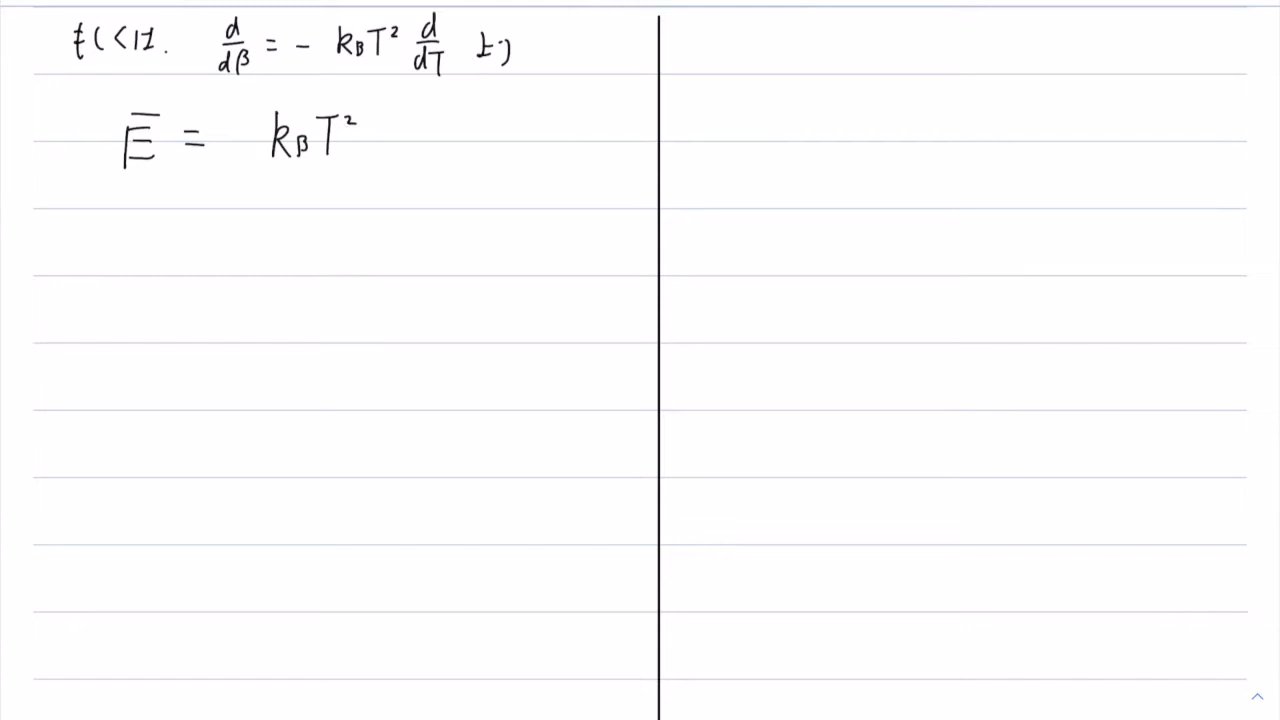 もしくは. d/dβ = - k_B T² d/dT より
E̅ = k_B T²